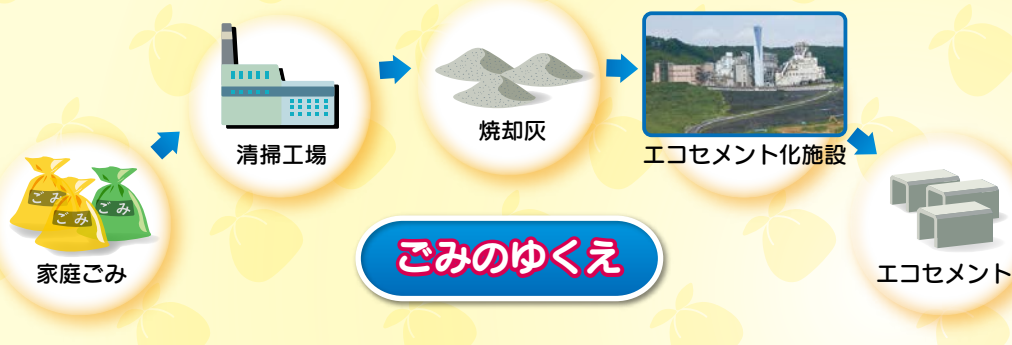 ごみ
ごみ
ごみ
家庭ごみ
清掃工場
焼却灰
エコセメント化施設
エコセメント
ごみのゆくえ